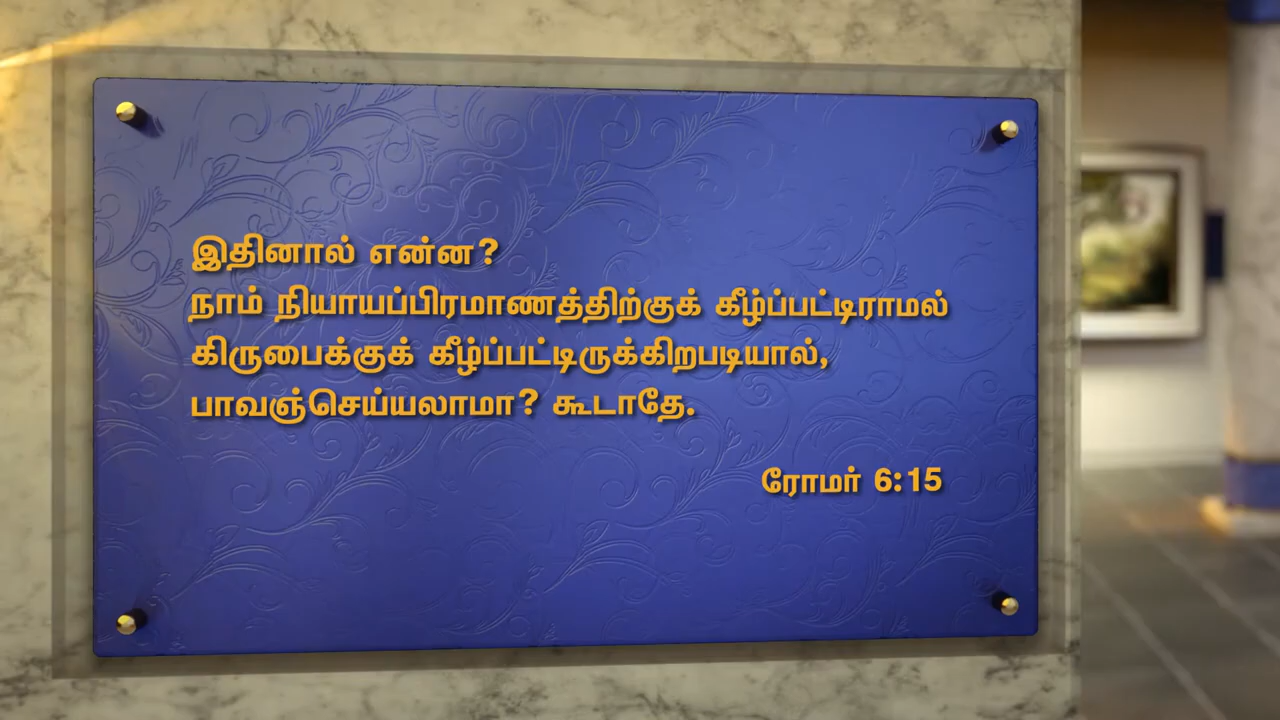 இதினால் என்ன?
நாம் நியாயப்பிரமாணத்திற்குக் கீழ்ப்பட்டிராமல்
கிருபைக்குக் கீழ்ப்பட்டிருக்கிறபடியால்,
பாவஞ்செய்யலாமா? கூடாதே.
ரோமர் 6:15